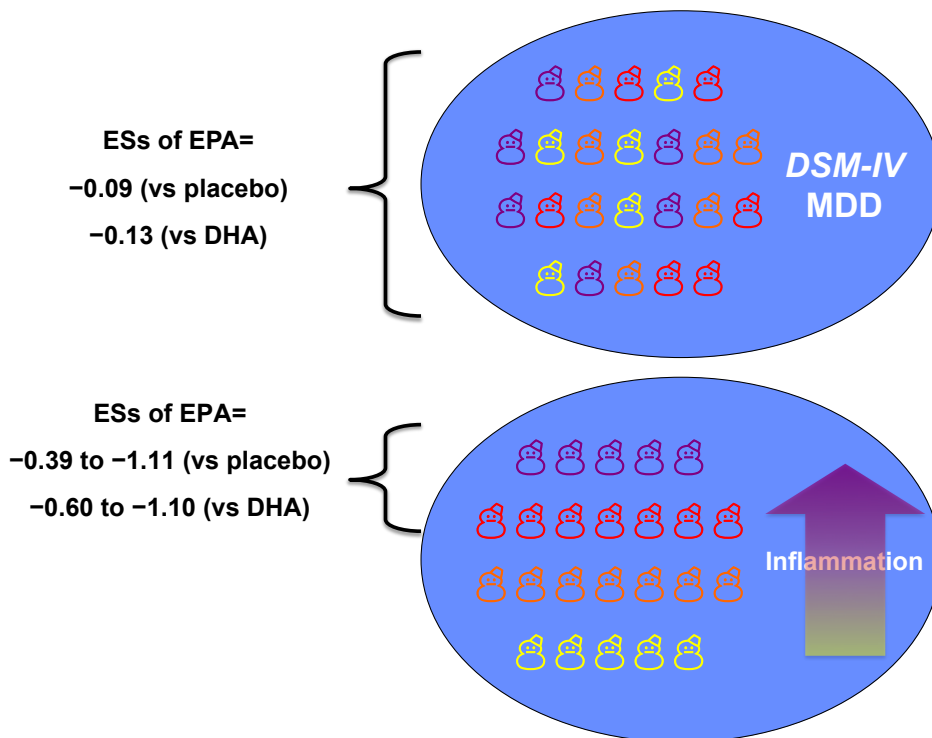 ESs of EPA=
−0.09 (vs placebo)
−0.13 (vs DHA)
DSM-IV
MDD
ESs of EPA=
−0.39 to −1.11 (vs placebo)
−0.60 to −1.10 (vs DHA)
Inflammation